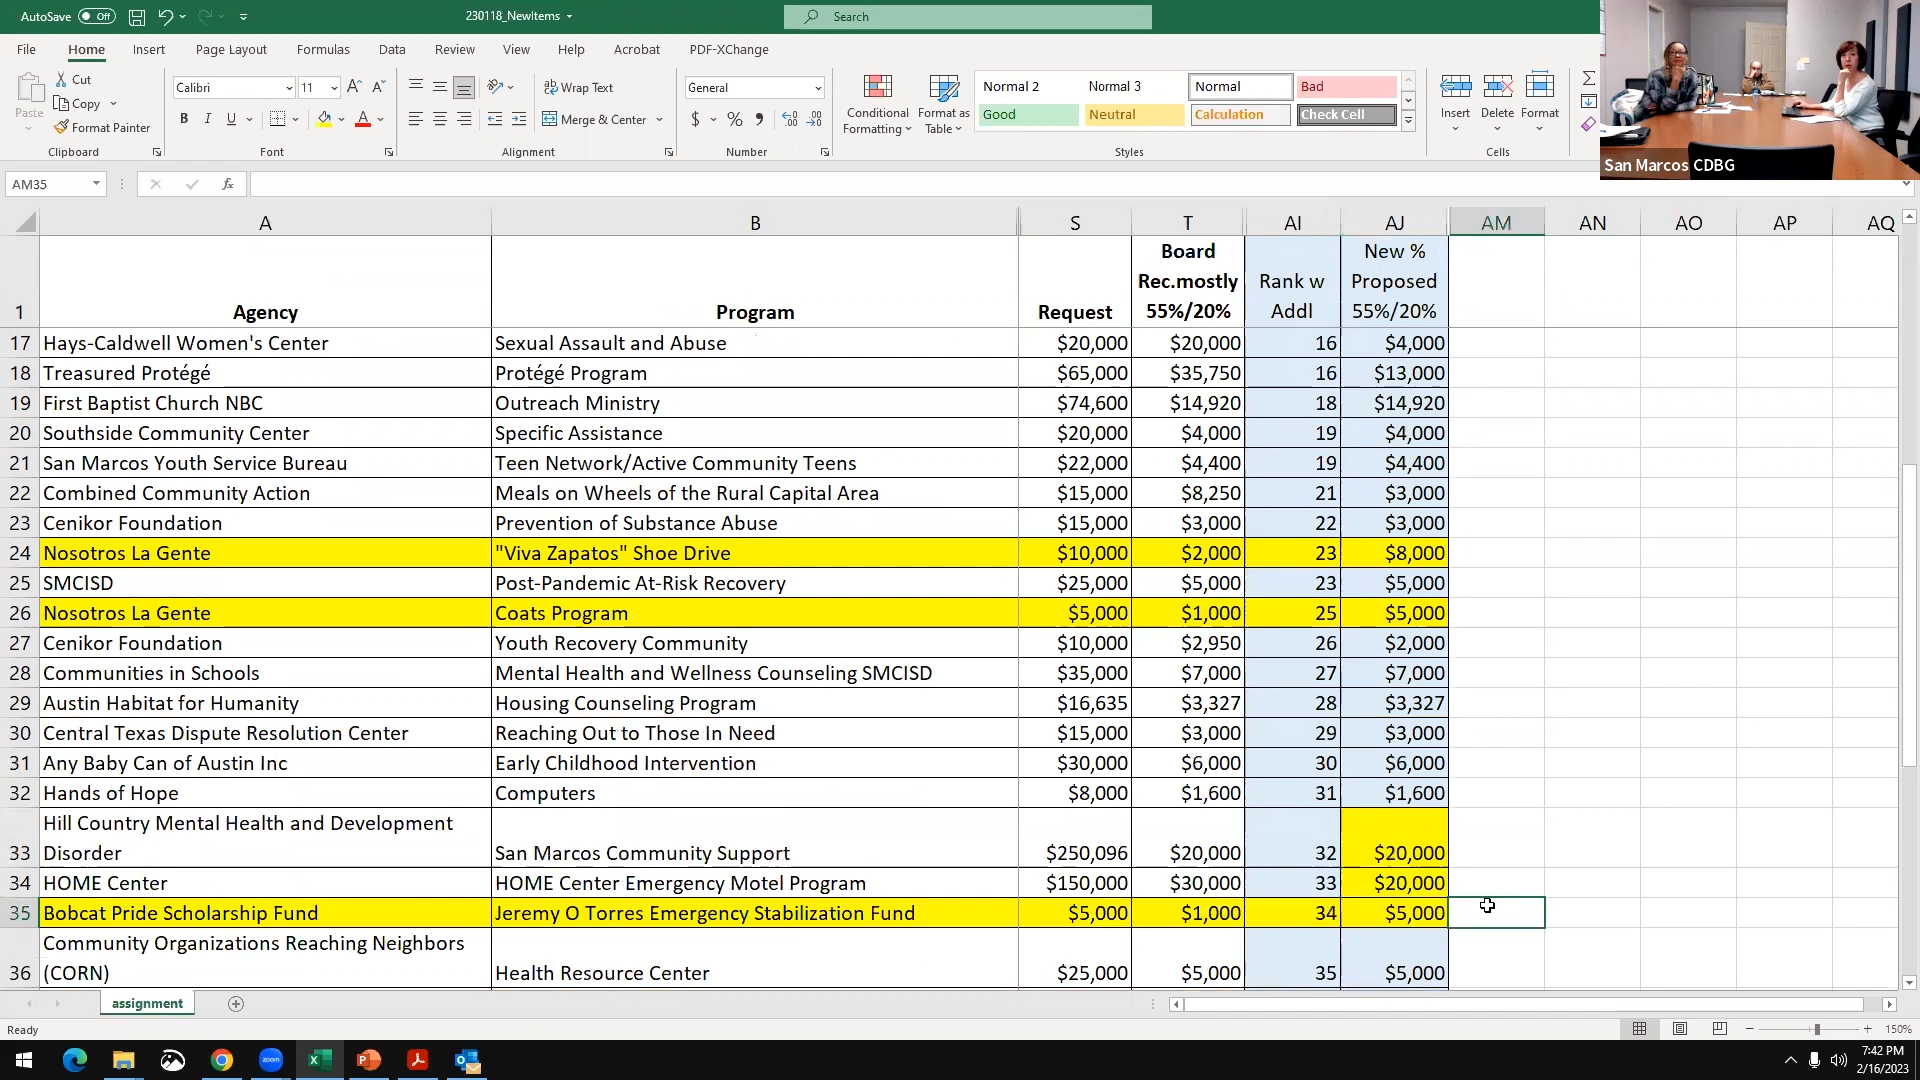 AutoSave Off 230118_NewItems Search
File Home Insert Page Layout Formulas Data Review View Help Acrobat PDF-XChange
Paste Cut Copy Format Painter
Calibri 11
B I U
Wrap Text
Merge & Center
General
$ % 9
Conditional Formatting
Format as Table
Normal 2 Normal 3 Normal Bad
Good Neutral Calculation Check Cell
Insert Delete Format
Clipboard Font Alignment Number Styles Cells
San Marcos CDBG
AM35 fx
A B S T AI AJ AM AN AO AP AQ
1 Agency Program Request Board Rec.mostly 55%/20% Rank w Addl New % Proposed 55%/20%
17 Hays-Caldwell Women's Center Sexual Assault and Abuse $20,000 $20,000 16 $4,000
18 Treasured Protégé Protégé Program $65,000 $35,750 16 $13,000
19 First Baptist Church NBC Outreach Ministry $74,600 $14,920 18 $14,920
20 Southside Community Center Specific Assistance $20,000 $4,000 19 $4,000
21 San Marcos Youth Service Bureau Teen Network/Active Community Teens $22,000 $4,400 19 $4,400
22 Combined Community Action Meals on Wheels of the Rural Capital Area $15,000 $8,250 21 $3,000
23 Cenikor Foundation Prevention of Substance Abuse $15,000 $3,000 22 $3,000
24 Nosotros La Gente "Viva Zapatos" Shoe Drive $10,000 $2,000 23 $8,000
25 SMCISD Post-Pandemic At-Risk Recovery $25,000 $5,000 23 $5,000
26 Nosotros La Gente Coats Program $5,000 $1,000 25 $5,000
27 Cenikor Foundation Youth Recovery Community $10,000 $2,950 26 $2,000
28 Communities in Schools Mental Health and Wellness Counseling SMCISD $35,000 $7,000 27 $7,000
29 Austin Habitat for Humanity Housing Counseling Program $16,635 $3,327 28 $3,327
30 Central Texas Dispute Resolution Center Reaching Out to Those In Need $15,000 $3,000 29 $3,000
31 Any Baby Can of Austin Inc Early Childhood Intervention $30,000 $6,000 30 $6,000
32 Hands of Hope Computers $8,000 $1,600 31 $1,600
Hill Country Mental Health and Development
33 Disorder San Marcos Community Support $250,096 $20,000 32 $20,000
34 HOME Center HOME Center Emergency Motel Program $150,000 $30,000 33 $20,000
35 Bobcat Pride Scholarship Fund Jeremy O Torres Emergency Stabilization Fund $5,000 $1,000 34 $5,000
Community Organizations Reaching Neighbors
36 (CORN) Health Resource Center $25,000 $5,000 35 $5,000
assignment
Ready 150%
zoom
7:42 PM
2/16/2023